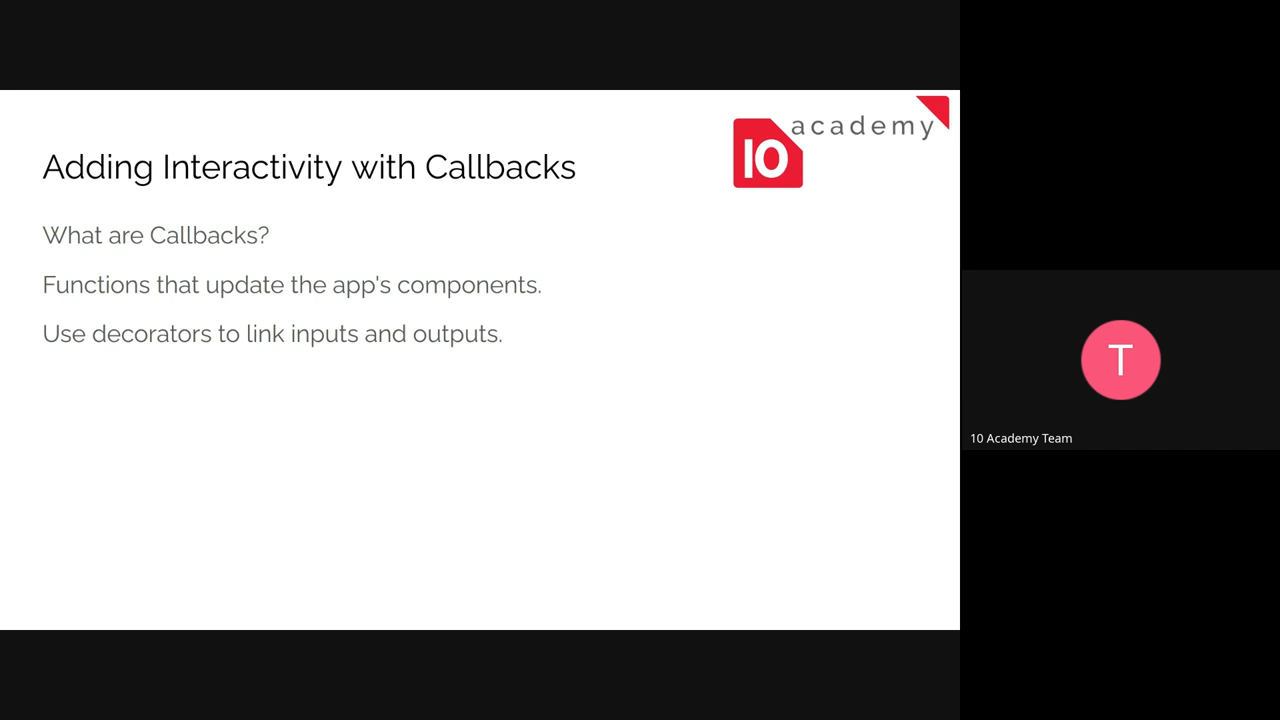 academy
10
Adding Interactivity with Callbacks
What are Callbacks?
Functions that update the app's components.
Use decorators to link inputs and outputs.
T
10 Academy Team